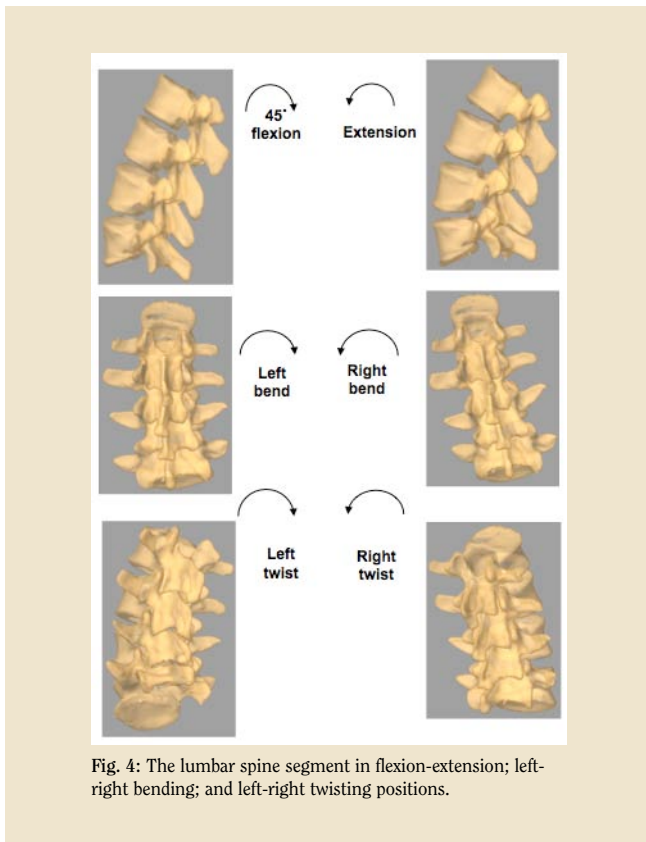 45°
flexion
Extension
Left
bend
Right
bend
Left
twist
Right
twist
Fig. 4: The lumbar spine segment in flexion-extension; left-
right bending; and left-right twisting positions.